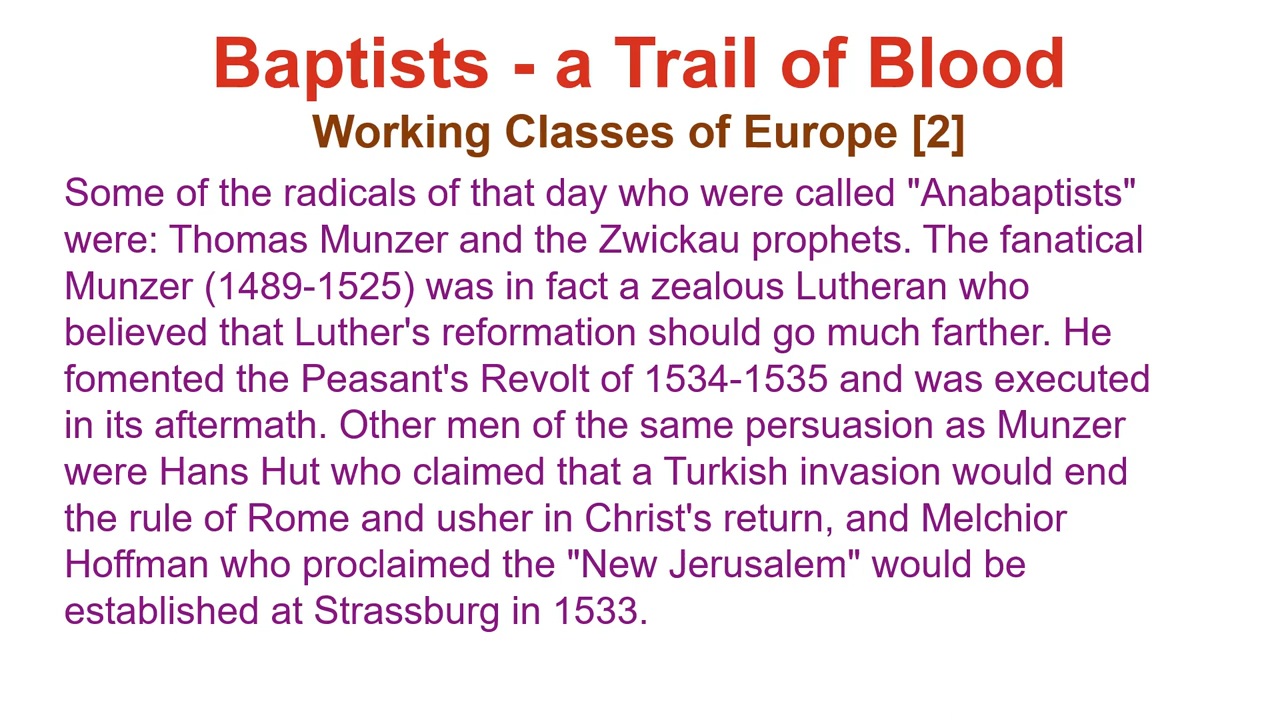 Baptists - a Trail of Blood
Working Classes of Europe [2]
Some of the radicals of that day who were called "Anabaptists"
were: Thomas Munzer and the Zwickau prophets. The fanatical
Munzer (1489-1525) was in fact a zealous Lutheran who
believed that Luther's reformation should go much farther. He
fomented the Peasant's Revolt of 1534-1535 and was executed
in its aftermath. Other men of the same persuasion as Munzer
were Hans Hut who claimed that a Turkish invasion would end
the rule of Rome and usher in Christ's return, and Melchior
Hoffman who proclaimed the "New Jerusalem" would be
established at Strassburg in 1533.